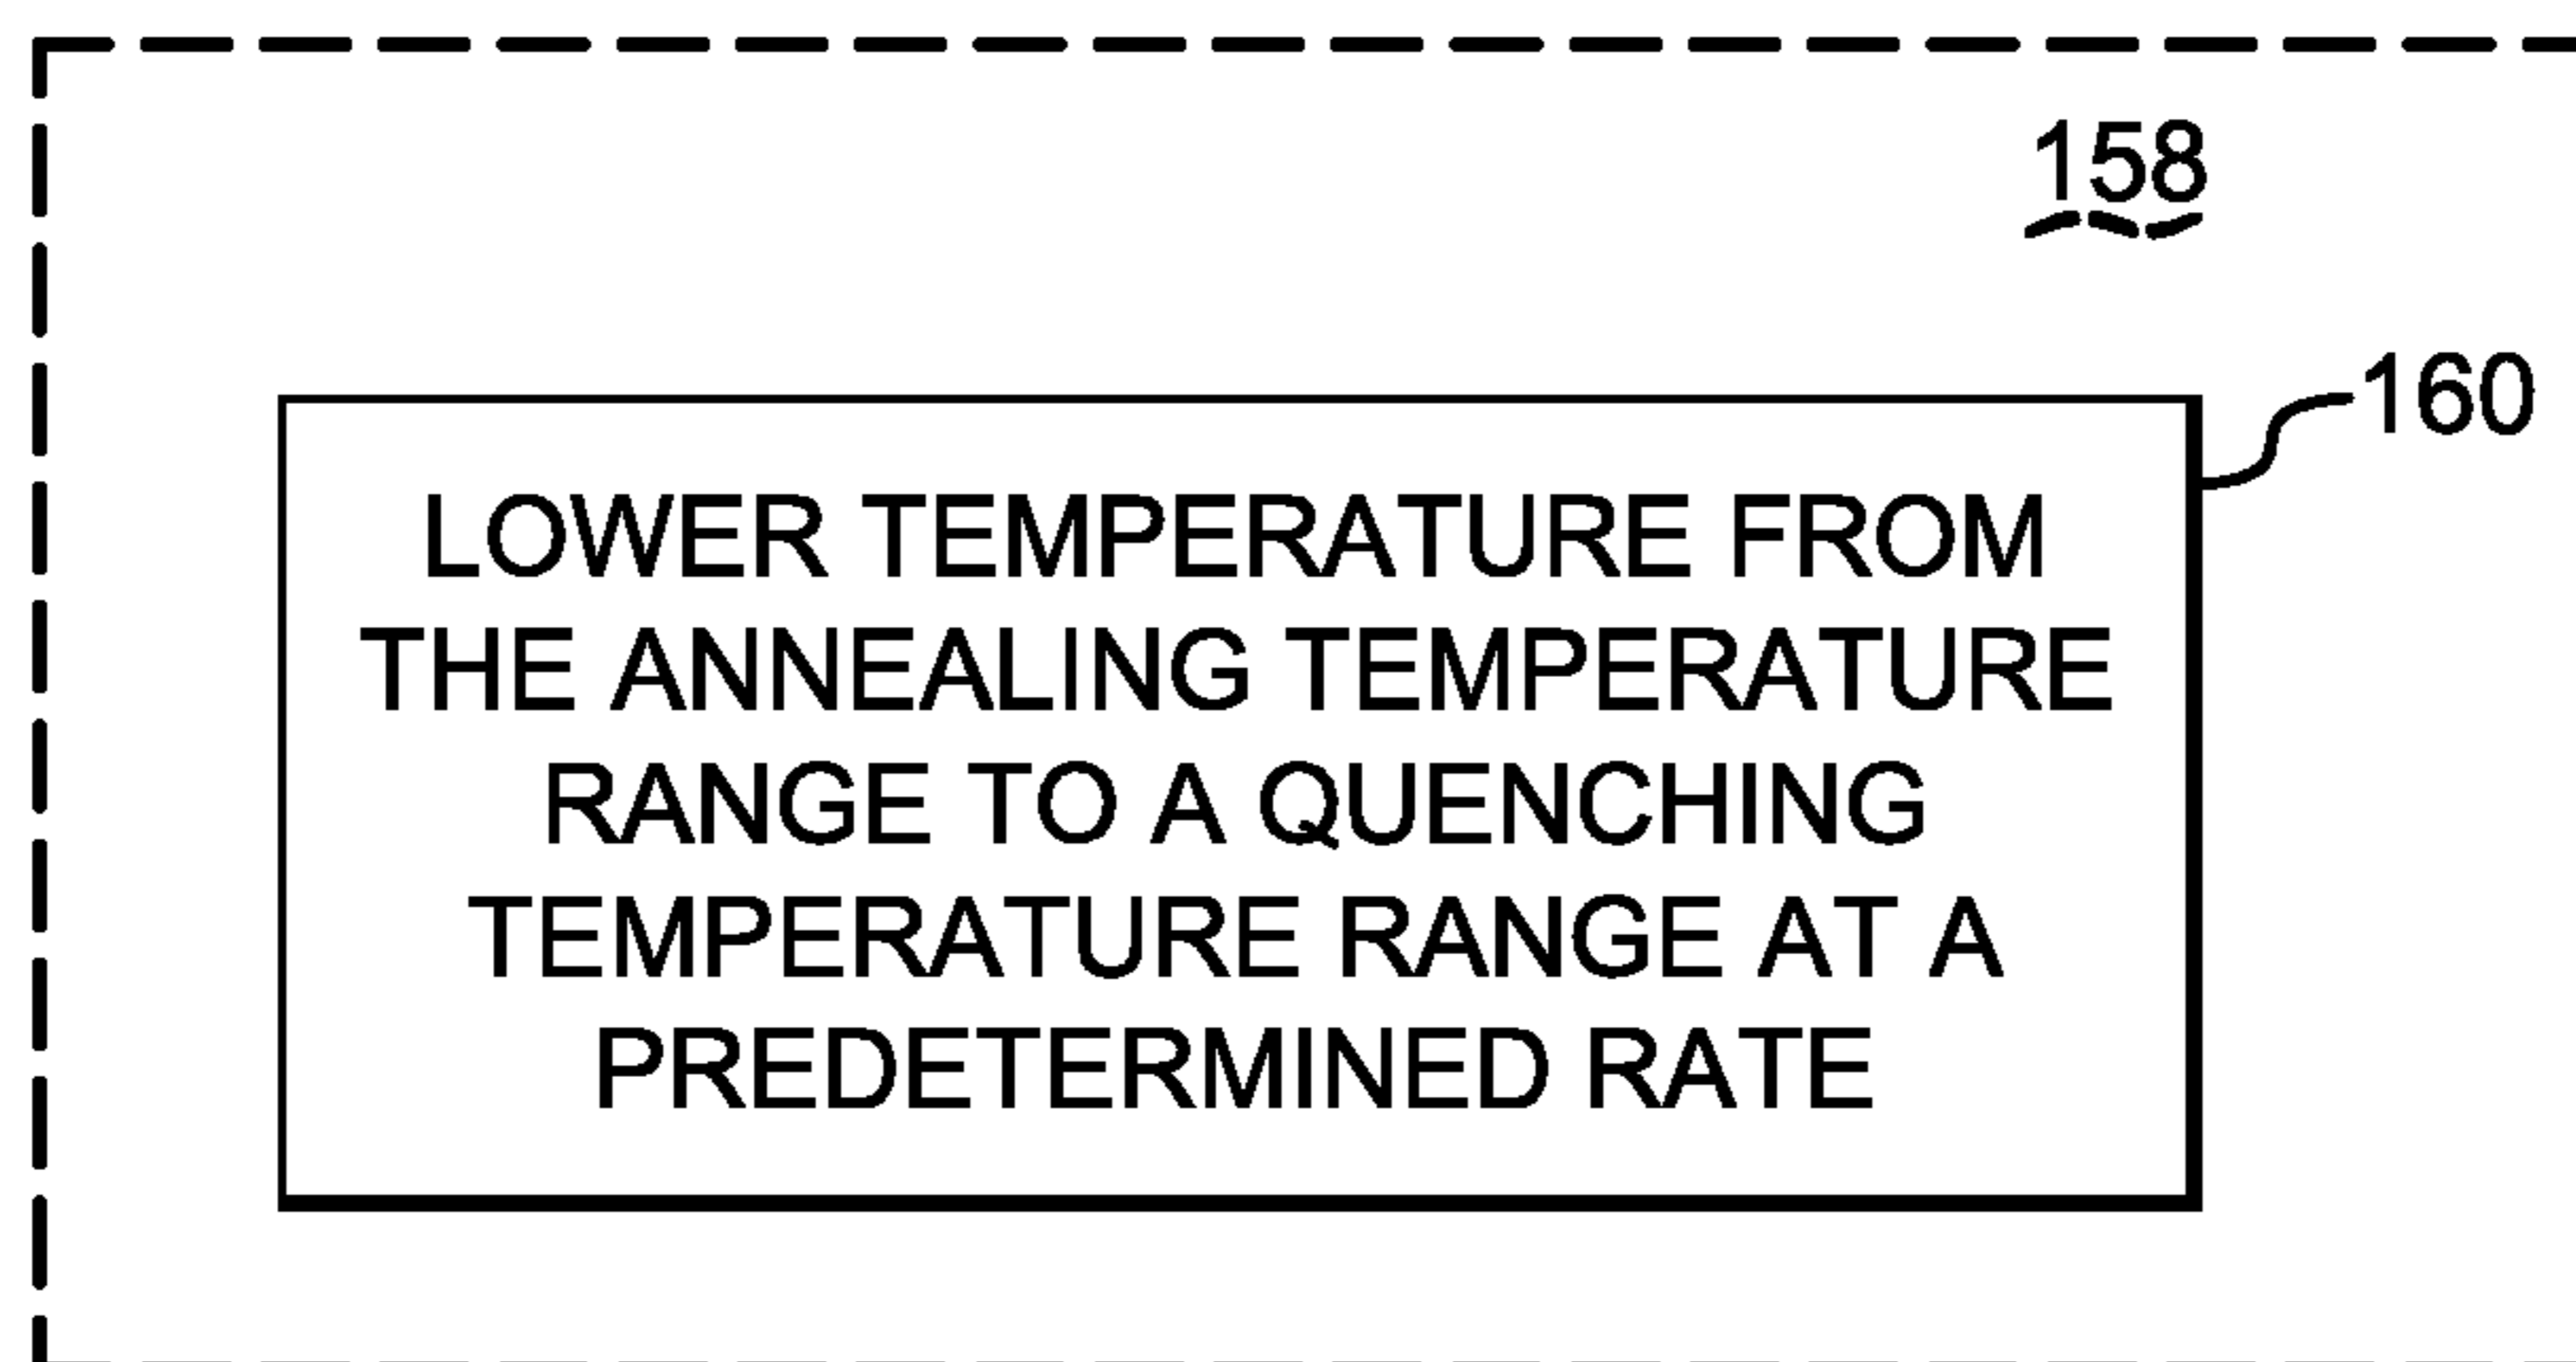 158
160
LOWER TEMPERATURE FROM
THE ANNEALING TEMPERATURE
RANGE TO A QUENCHING
TEMPERATURE RANGE AT A
PREDETERMINED RATE